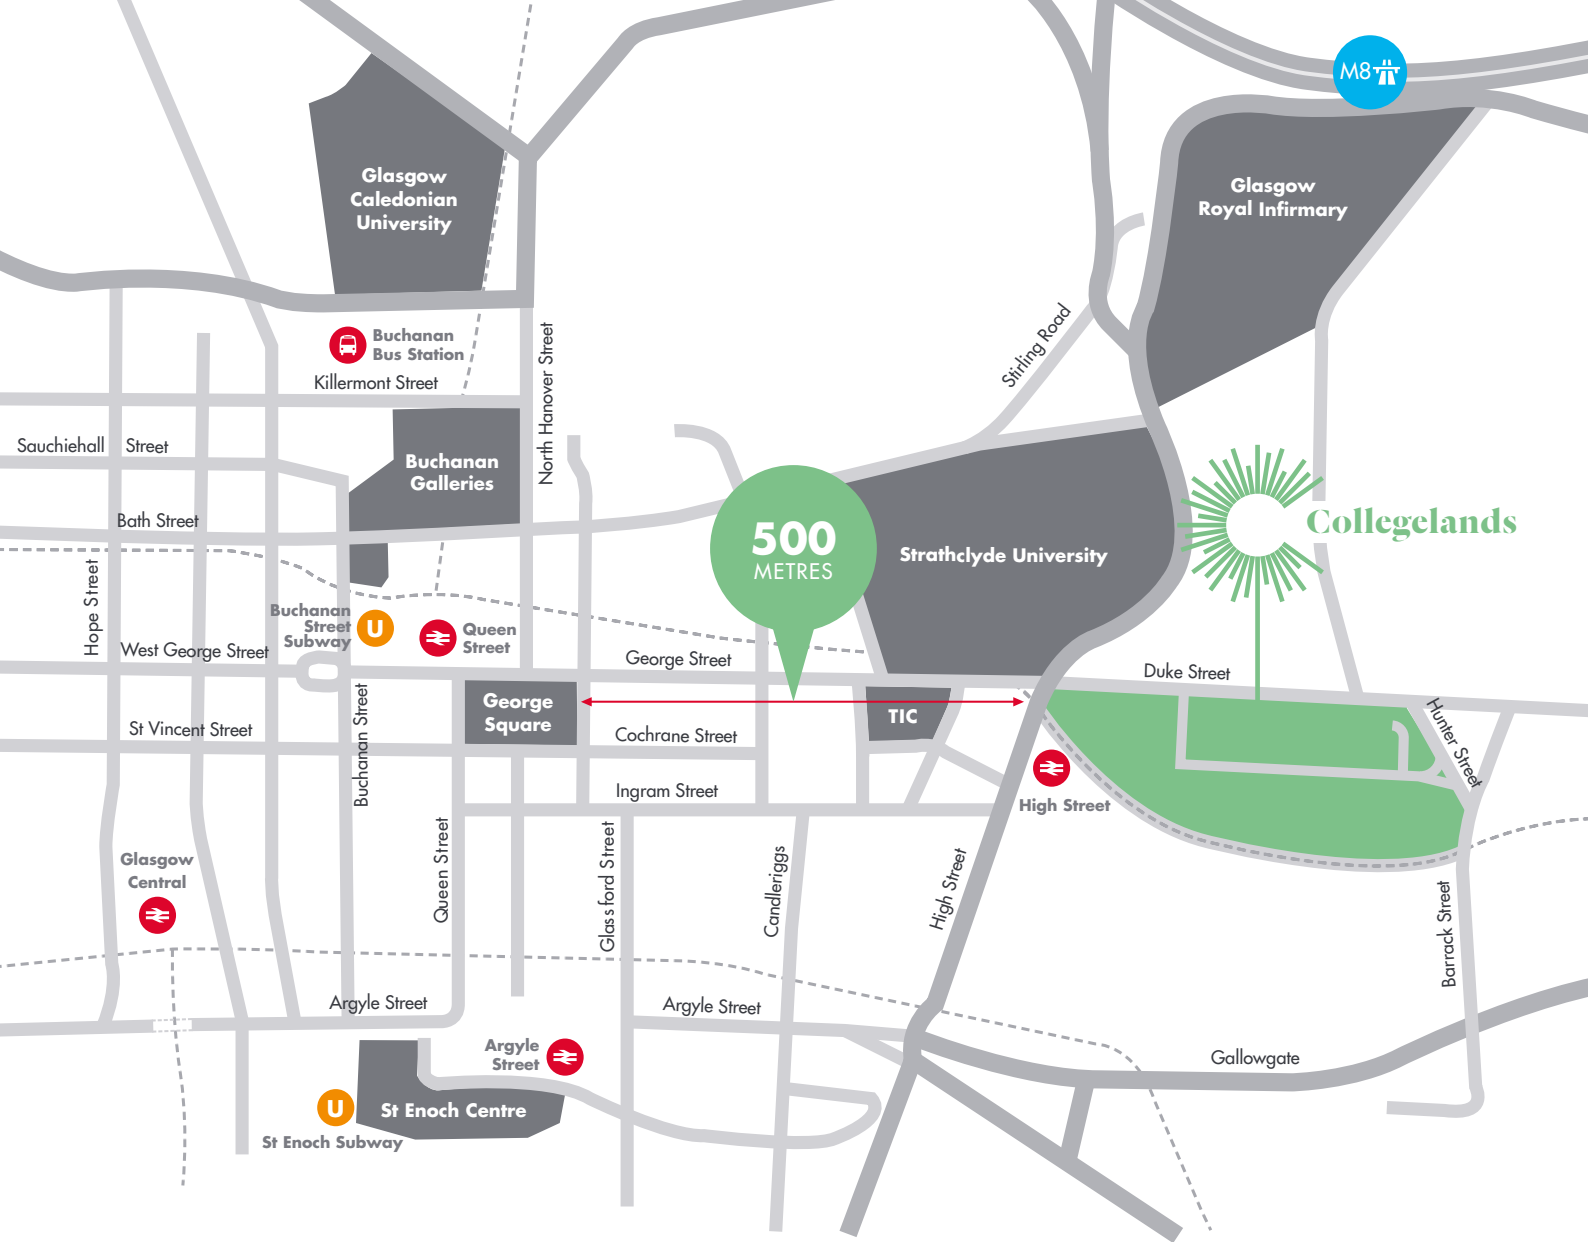 M8
Glasgow
Caledonian
University
Glasgow
Royal Infirmary
Buchanan
Bus Station
Killermont Street
North Hanover Street
Stirling Road
Sauchiehall Street
Buchanan
Galleries
Bath Street
500
METRES
Strathclyde University
Collegelands
Hope Street
Buchanan
Street
Subway
U
Queen
Street
West George Street
George Street
Duke Street
George
Square
TIC
Hunter Street
St Vincent Street
Buchanan Street
Cochrane Street
High Street
Ingram Street
Glasgow
Central
Queen Street
Glassford Street
Candleriggs
High Street
Barrack Street
Argyle Street
Argyle Street
Argyle
Street
Gallowgate
U
St Enoch Centre
St Enoch Subway